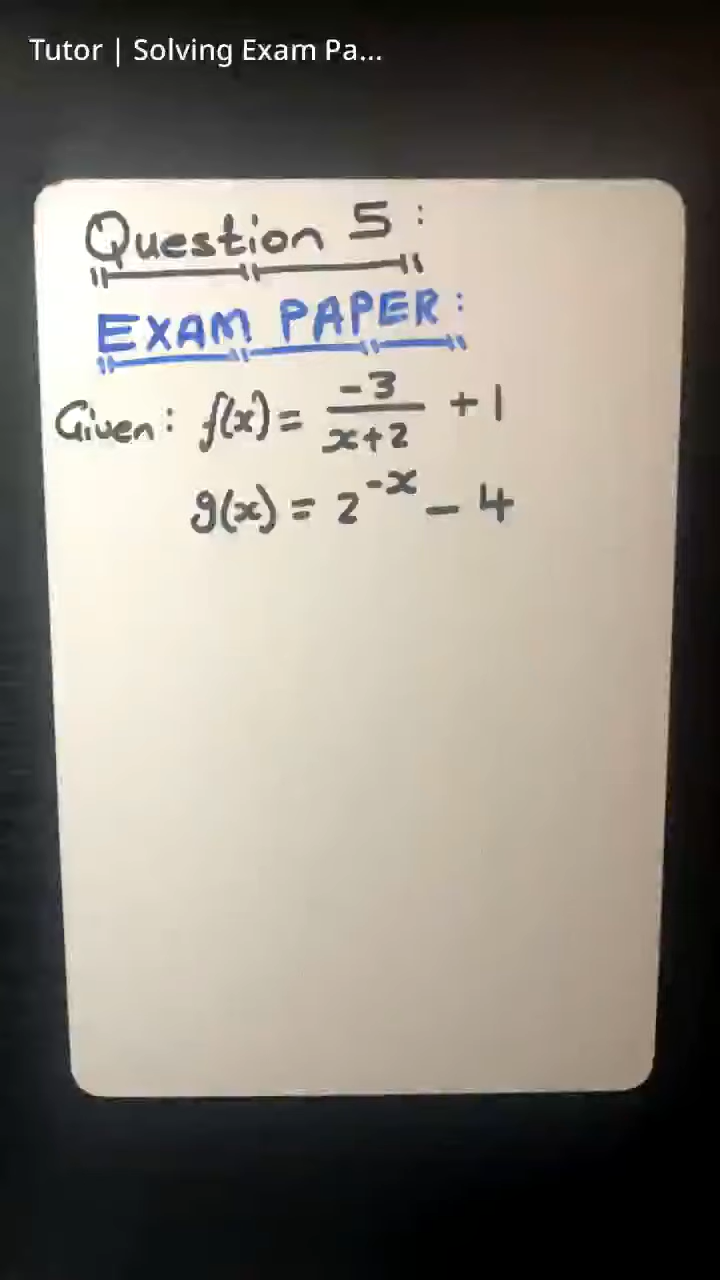 Tutor | Solving Exam Pa...
Question 5:
EXAM PAPER:
Given: f(x) = -3/(x+2) + 1
g(x) = 2^-x - 4